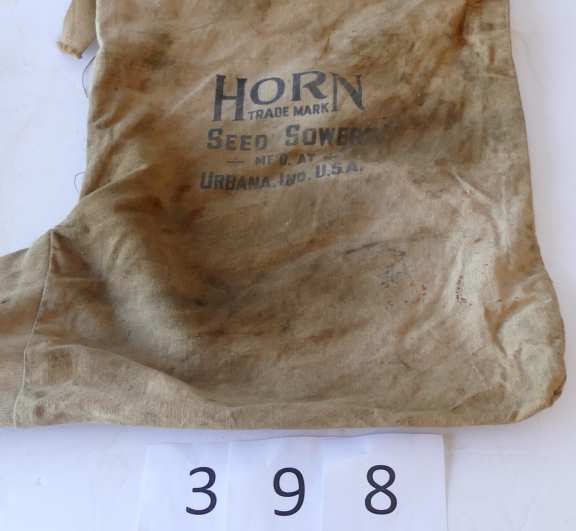 HORN
TRADE MARK
SEED SOWER
MF'D. AT
URBANA. IND. U.S.A.
3 9 8